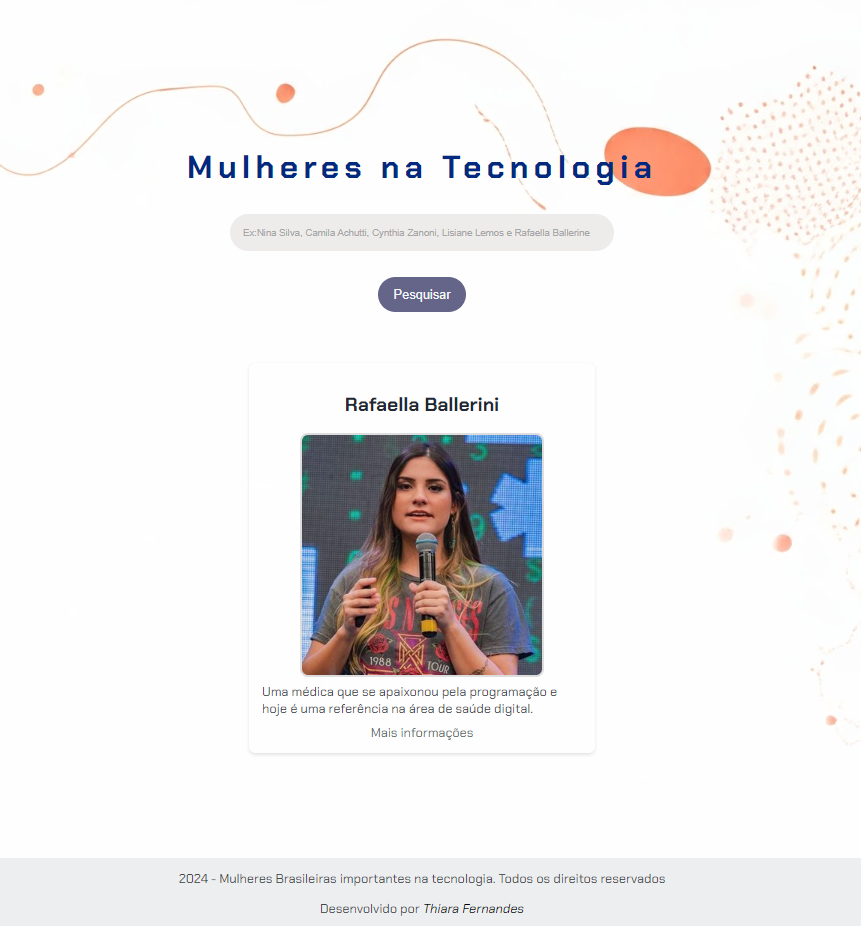 Mulheres na Tecnologia
Ex:Nina Silva, Camila Achutti, Cynthia Zanoni, Lisiane Lemos e Rafaella Ballerine
Pesquisar
Rafaella Ballerini
1988
TOUR
Uma médica que se apaixonou pela programação e
hoje é uma referência na área de saúde digital.
Mais informações
2024 - Mulheres Brasileiras importantes na tecnologia. Todos os direitos reservados
Desenvolvido por Thiara Fernandes